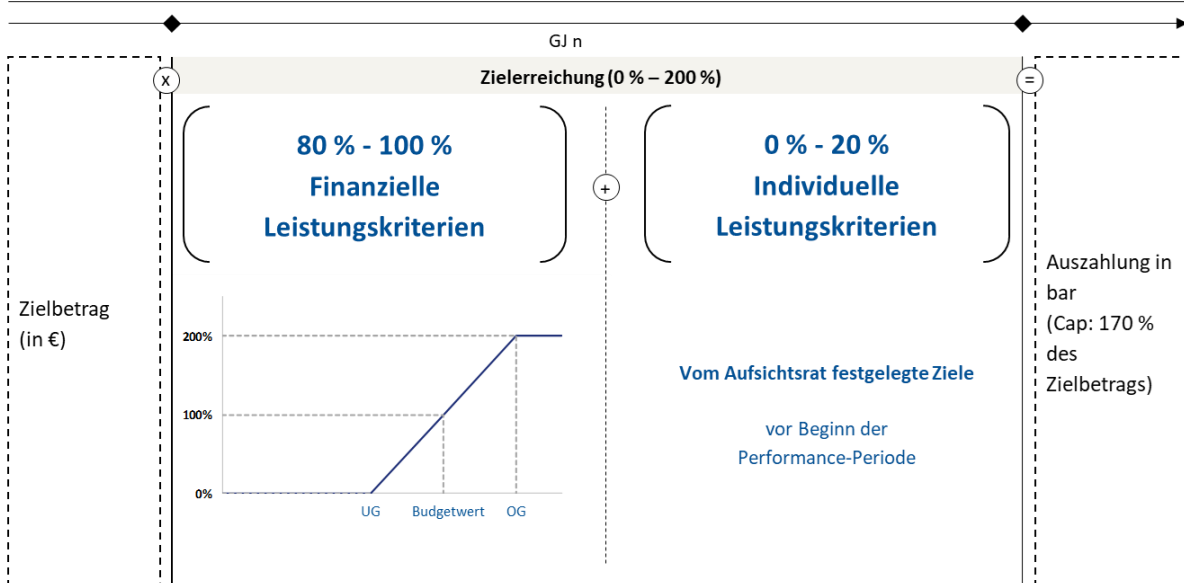 GJ n
x
Zielerreichung (0 % – 200 %)
=
80 % - 100 %
Finanzielle
Leistungskriterien
+
0 % - 20 %
Individuelle
Leistungskriterien
Zielbetrag
(in €)
200%
100%
0%
UG
Budgetwert
OG
Vom Aufsichtsrat festgelegte Ziele
vor Beginn der
Performance-Periode
Auszahlung in
bar
(Cap: 170 %
des
Zielbetrags)